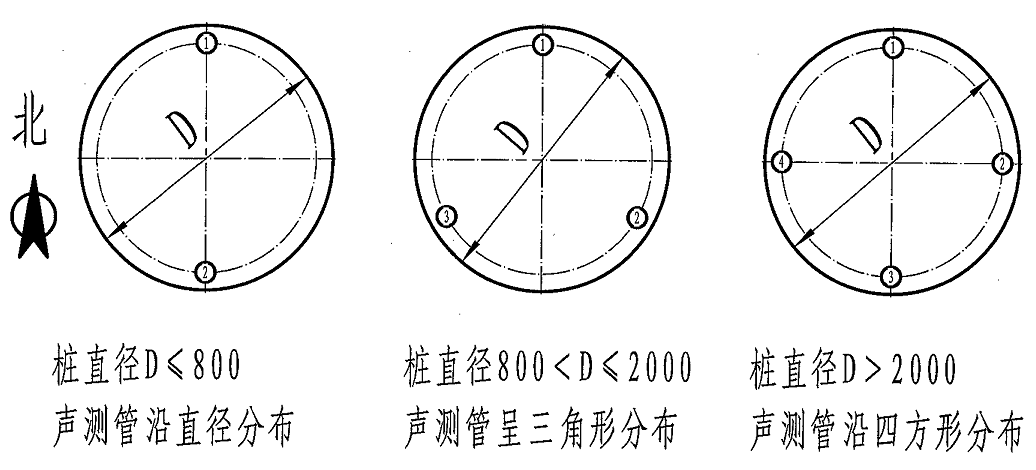 北
D
①
②
D
①
②
③
D
①
②
③
④
桩直径D≤800
声测管沿直径分布
桩直径800<D≤2000
声测管呈三角形分布
桩直径D>2000
声测管沿四方形分布